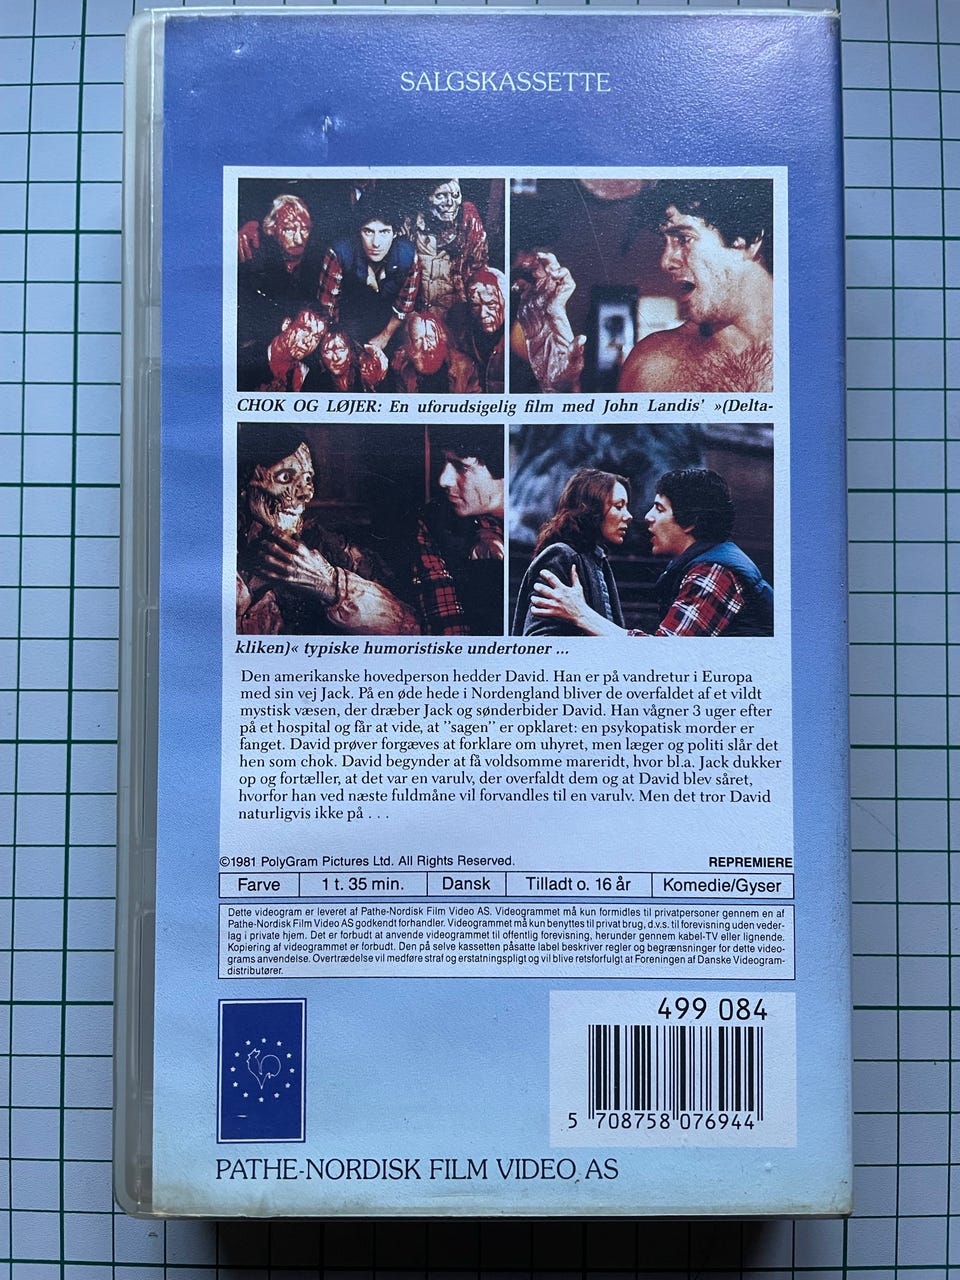 SALGSKASSETTE
CHOK OG LØJER: En uforudsigelig film med John Landis' »(Delta-
kliken)« typiske humoristiske undertoner ...
Den amerikanske hovedperson hedder David. Han er på vandretur i Europa
med sin vej Jack. På en øde hede i Nordengland bliver de overfaldet af et vildt
mystisk væsen, der dræber Jack og sønderbider David. Han vågner 3 uger efter
på et hospital og får at vide, at "sagen" er opklaret: en psykopatisk morder er
fanget. David prøver forgæves at forklare om uhyret, men læger og politi slår det
hen som chok. David begynder at få voldsomme mareridt, hvor bl.a. Jack dukker
op og fortæller, at det var en varulv, der overfaldt dem og at David blev såret,
hvorfor han ved næste fuldmåne vil forvandles til en varulv. Men det tror David
naturligvis ikke på . . .
©1981 PolyGram Pictures Ltd. All Rights Reserved. REPREMIERE
Farve 1 t. 35 min. Dansk Tilladt o. 16 år Komedie/Gyser
Dette videogram er leveret af Pathe-Nordisk Film Video AS. Videogrammet må kun formidles til privatpersoner gennem en af
Pathe-Nordisk Film Video AS godkendt forhandler. Videogrammet må kun benyttes til privat brug, d.v.s. til forevisning uden veder-
lag i private hjem. Det er forbudt at anvende videogrammet til offentlig forevisning, herunder gennem kabel-TV eller lignende.
Kopiering af videogrammet er forbudt. Den på selve kassetten påsatte label beskriver regler og begrænsninger for dette video-
grams anvendelse. Overtrædelse vil medføre straf og erstatningspligt og vil blive retsforfulgt af Foreningen af Danske Videogram-
distributører.
499 084
5 708758 076944
PATHE-NORDISK FILM VIDEO AS